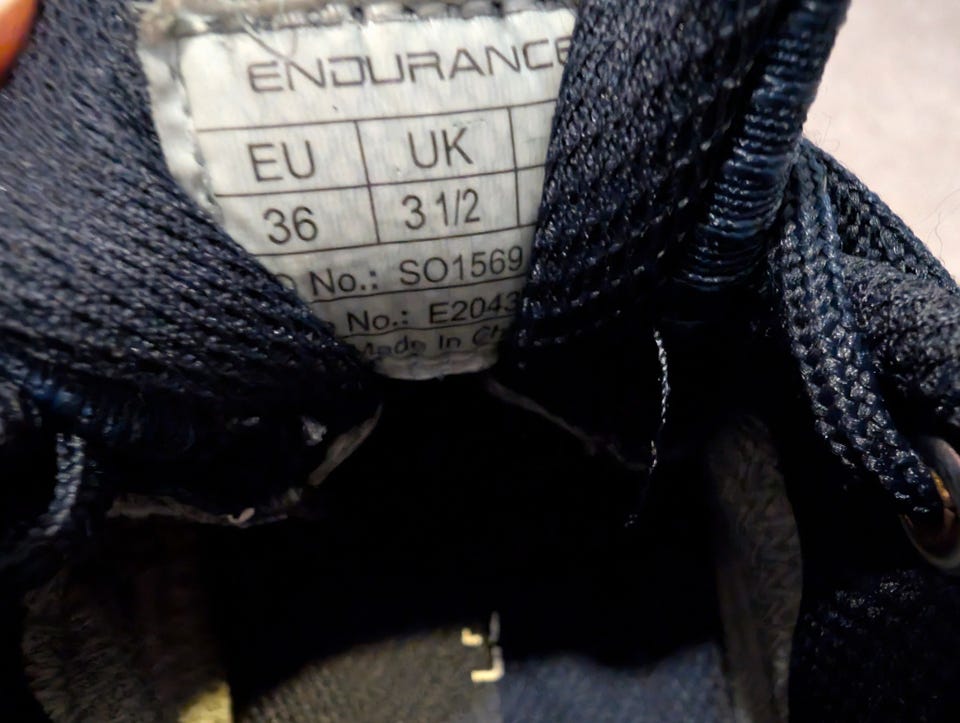 ENDURANCE
EU UK
36 3 1/2
No.: SO1569
No.: E2043
Made In